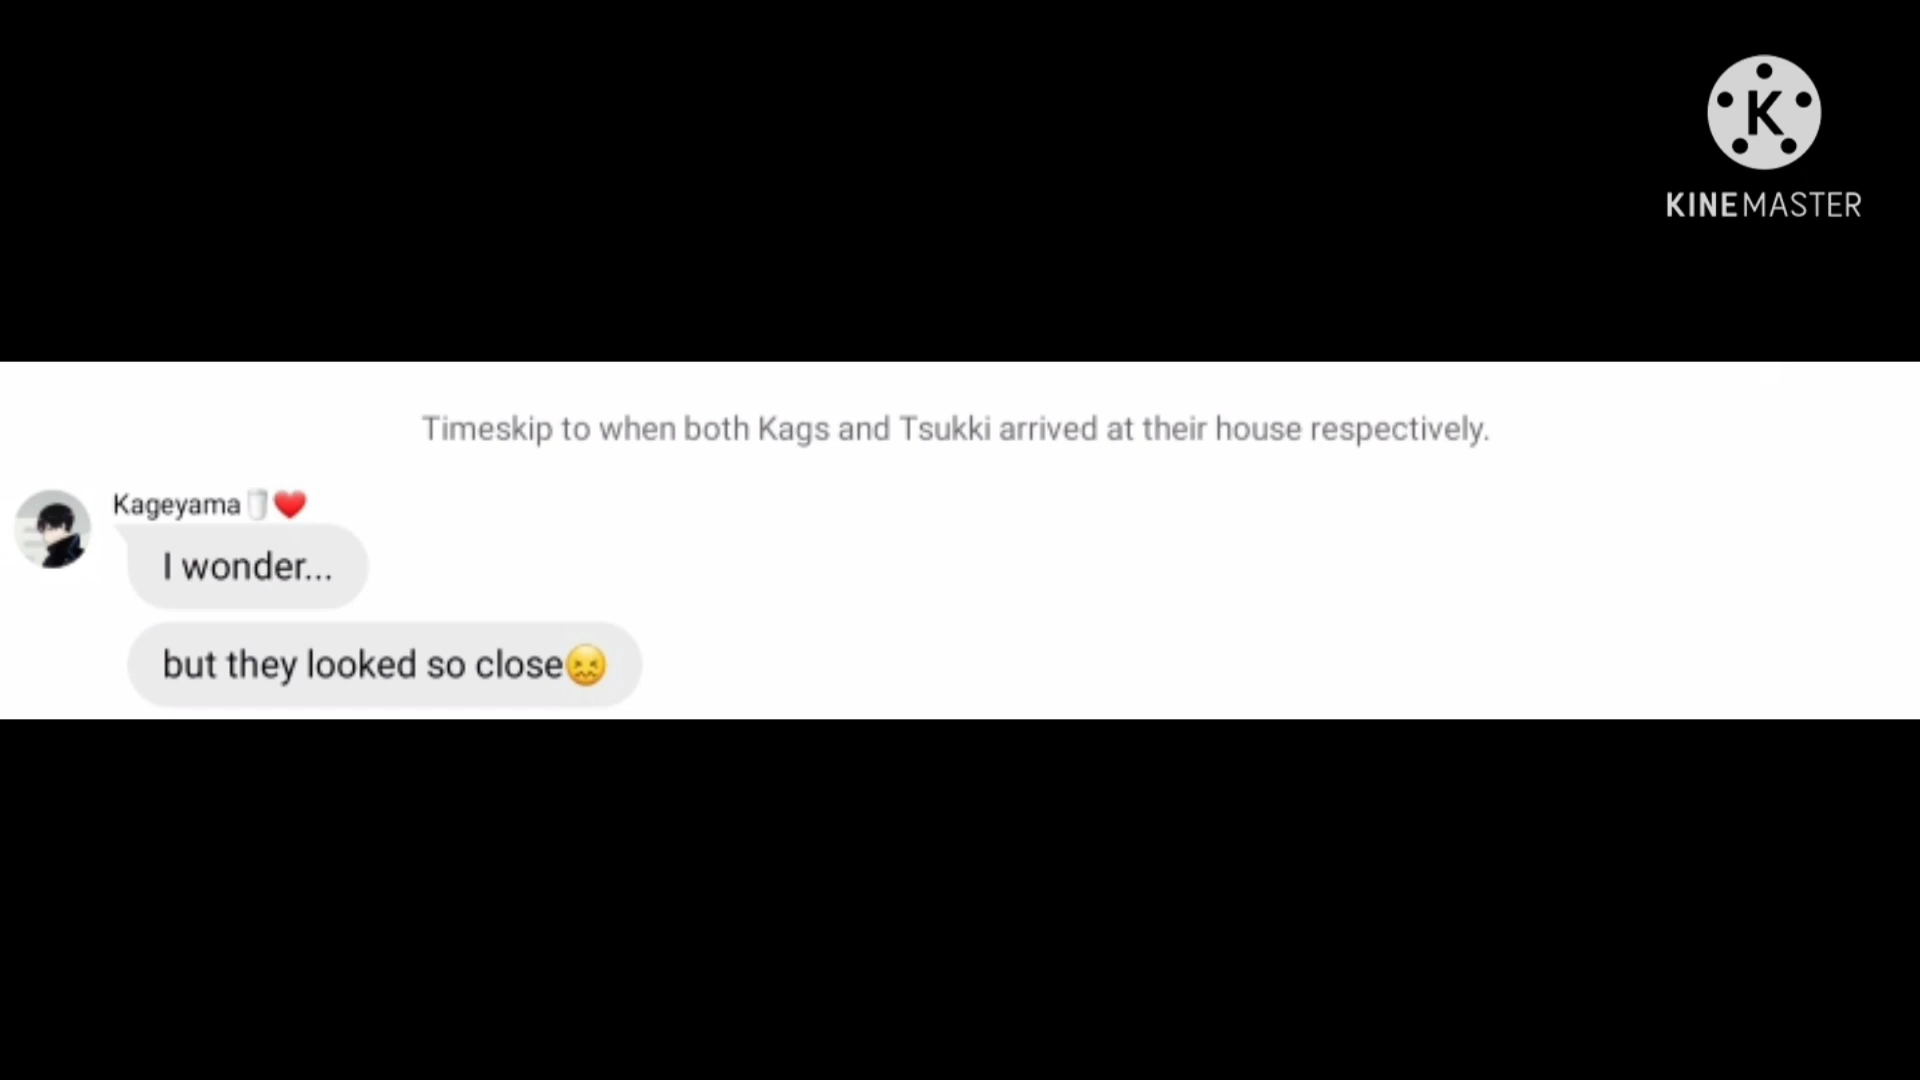 K
KINEMASTER
Timeskip to when both Kags and Tsukki arrived at their house respectively.
Kageyama🥛❤️
I wonder...
but they looked so close😖